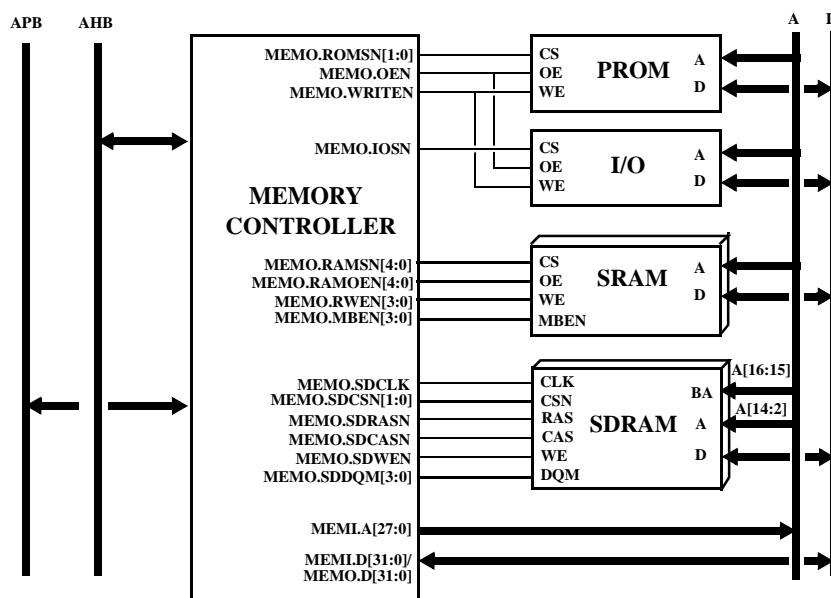 APB AHB A
MEMO.ROMSN[1:0]
MEMO.OEN
MEMO.WRITEN
CS
OE
WE
PROM
A
D
MEMO.IOSN
CS
OE
WE
I/O
A
D
MEMORY
CONTROLLER
MEMO.RAMSN[4:0]
MEMO.RAMOEN[4:0]
MEMO.RWEN[3:0]
MEMO.MBEN[3:0]
CS
OE
WE
MBEN
SRAM
A
D
MEMO.SDCLK
MEMO.SDCSN[1:0]
MEMO.SDRASN
MEMO.SDCASN
MEMO.SDWEN
MEMO.SDDQM[3:0]
CLK
CSN
RAS
CAS
WE
DQM
SDRAM
BA
A
D
A[16:15]
A[14:2]
MEMI.A[27:0]
MEMI.D[31:0]/
MEMO.D[31:0]